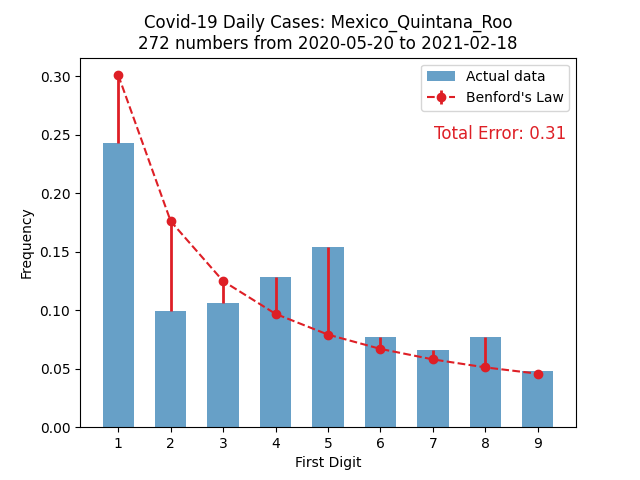 Covid-19 Daily Cases: Mexico_Quintana_Roo
272 numbers from 2020-05-20 to 2021-02-18
Actual data
Benford's Law
Total Error: 0.31
0.30
0.25
0.20
0.15
0.10
0.05
0.00
Frequency
1 2 3 4 5 6 7 8 9
First Digit